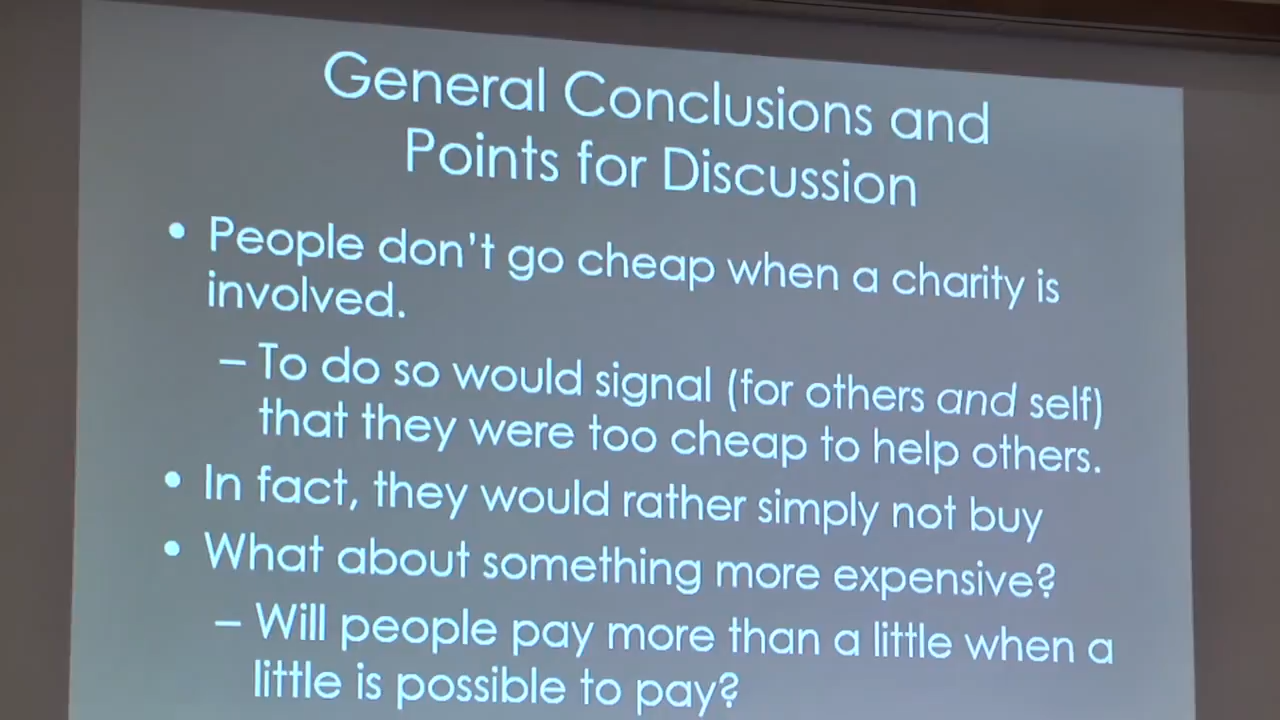 General Conclusions and
Points for Discussion
• People don't go cheap when a charity is
involved.
– To do so would signal (for others and self)
that they were too cheap to help others.
• In fact, they would rather simply not buy
• What about something more expensive?
– Will people pay more than a little when a
little is possible to pay?